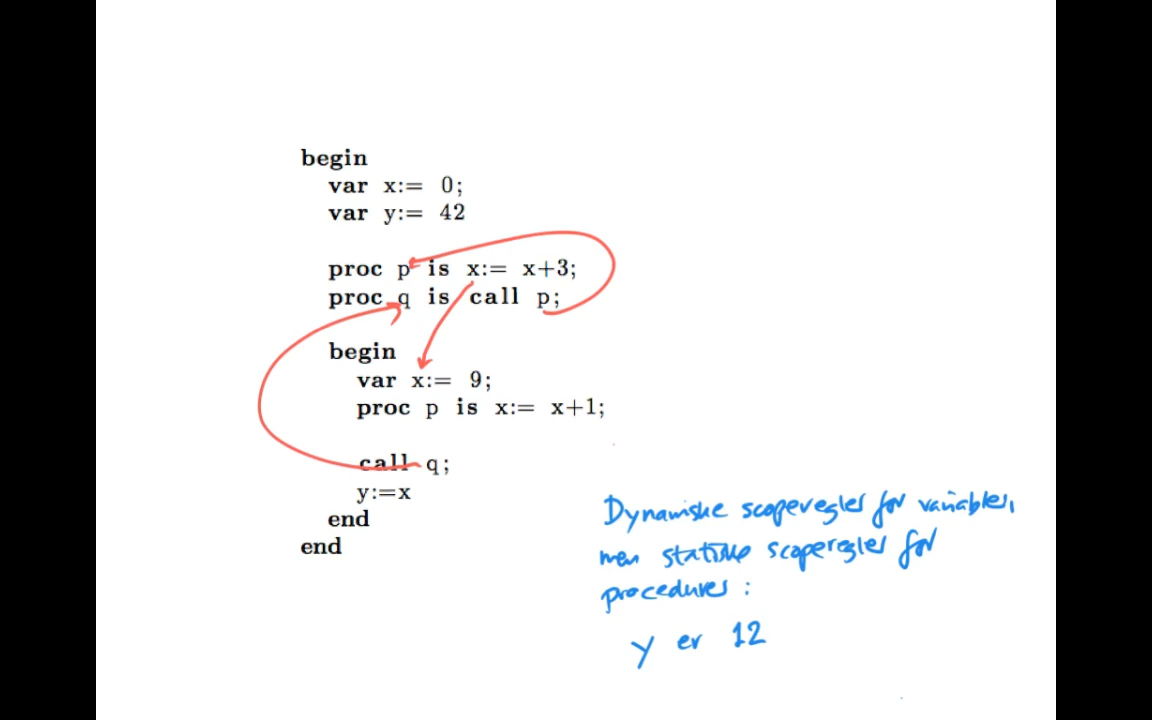 begin
var x:= 0;
var y:= 42
proc p is x:= x+3;
proc q is call p;
begin
var x:= 9;
proc p is x:= x+1;
call q;
y:=x
end
end
Dynamiske scoperegler for variabler,
men statiske scoperegler for
procedurer :
y er 12